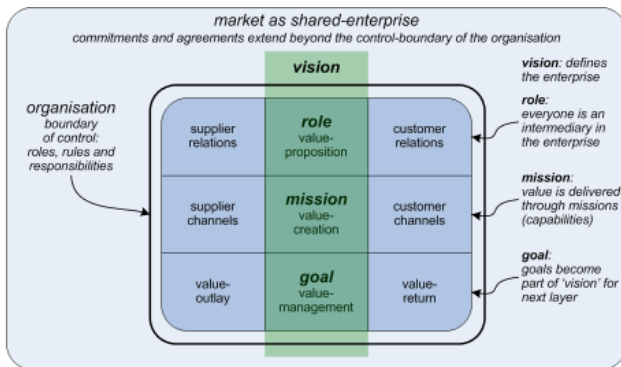 market as shared-enterprise
commitments and agreements extend beyond the control-boundary of the organisation
vision
organisation
boundary
of control:
roles, rules and
responsibilities
supplier
relations
role
value-
proposition
customer
relations
supplier
channels
mission
value-
creation
customer
channels
value-
outlay
goal
value-
management
value-
return
vision: defines
the enterprise
role:
everyone is an
intermediary in
the enterprise
mission:
value is delivered
through missions
(capabilities)
goal:
goals become
part of 'vision' for
next layer